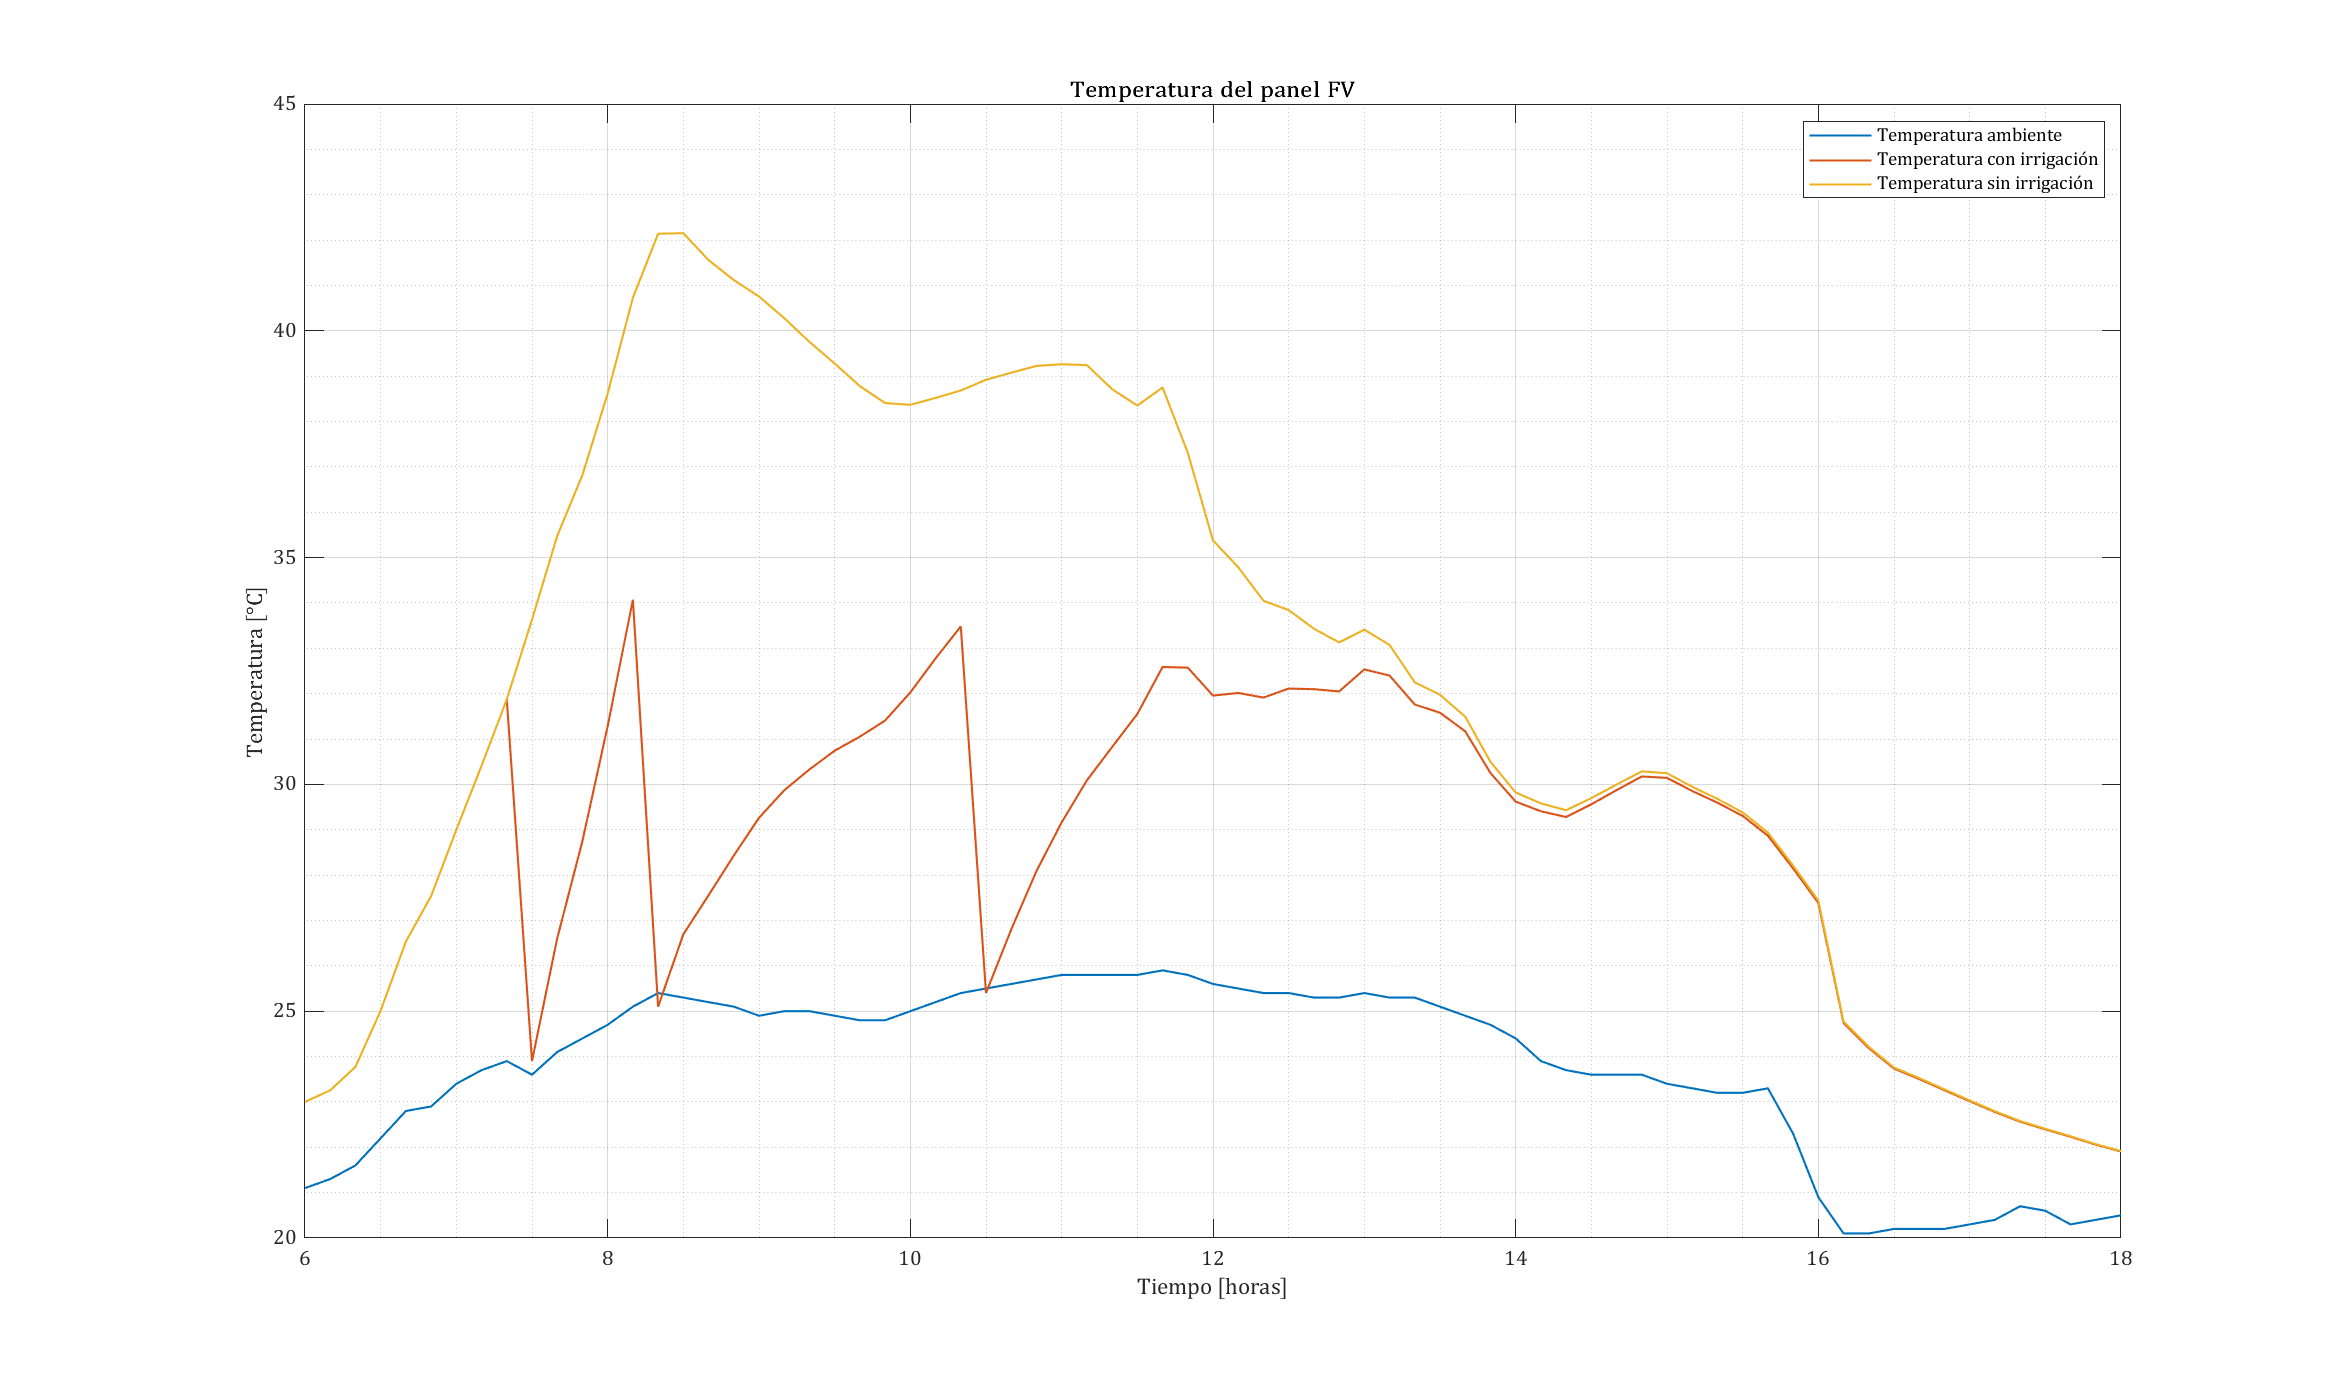 Temperatura del panel FV
45
40
35
30
25
20
Temperatura [°C]
Temperatura ambiente
Temperatura con irrigación
Temperatura sin irrigación
6 8 10 12 14 16 18
Tiempo [horas]